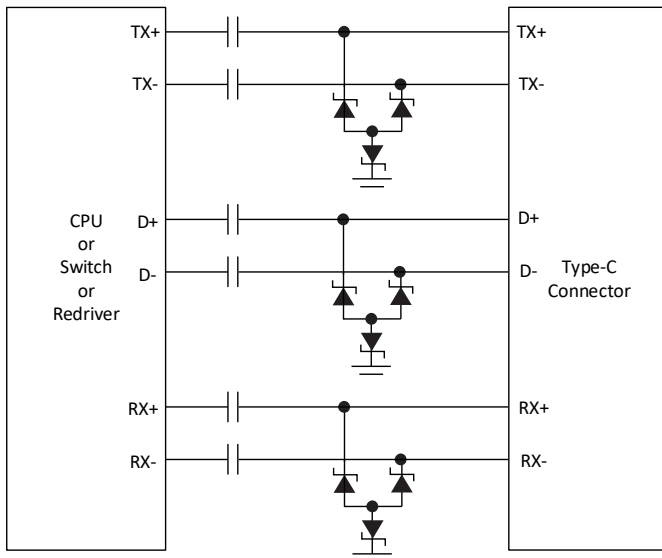 TX+
TX+
TX-
TX-
D+
D+
CPU
or
Switch
or
Redriver
D-
D-
Type-C
Connector
RX+
RX+
RX-
RX-